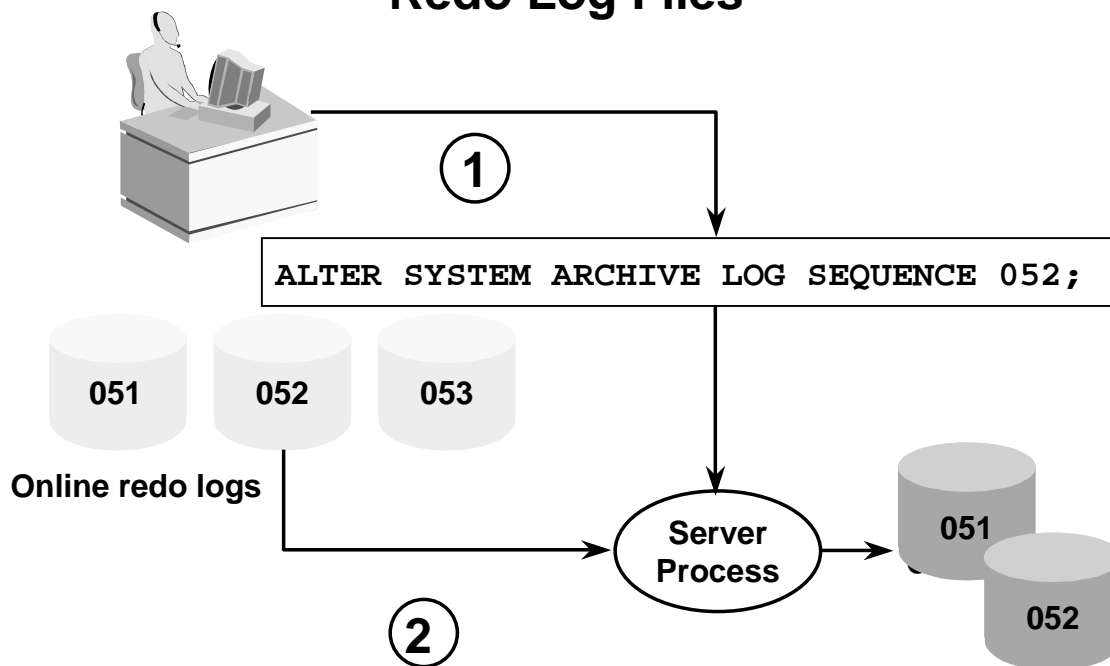 Redo Log Files
1
ALTER SYSTEM ARCHIVE LOG SEQUENCE 052;
051
052
053
Online redo logs
Server
Process
051
052
2